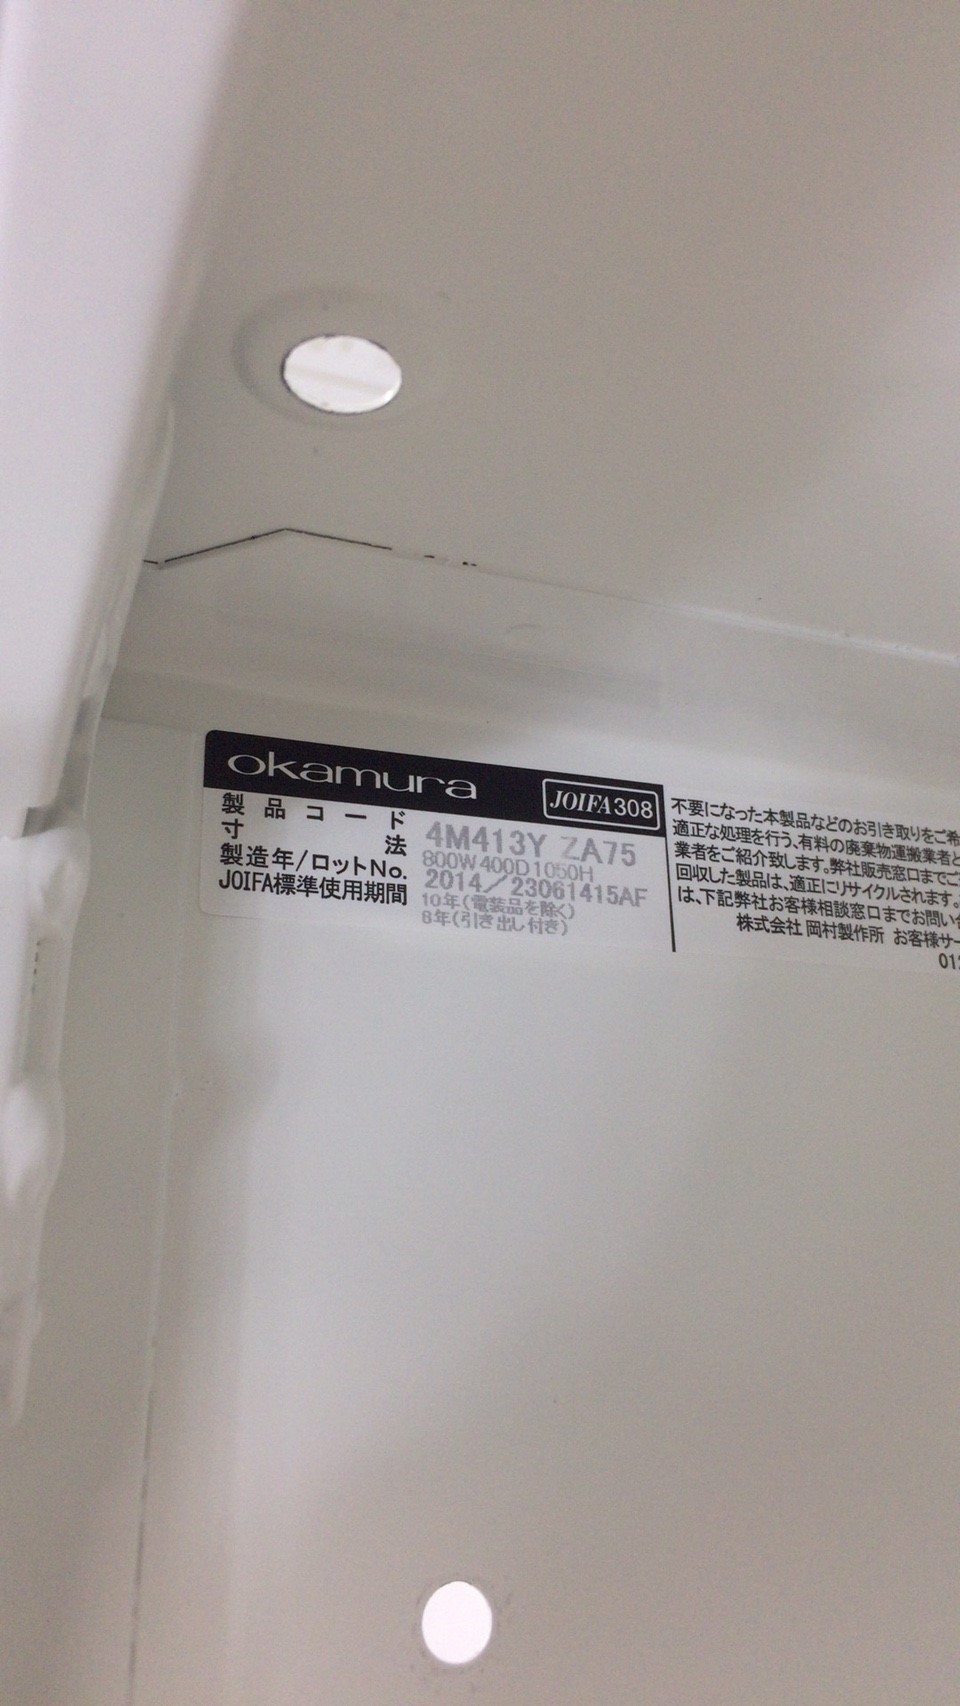 okamura
JOIFA308
製品コード 4M413Y ZA75
寸法 800W400D1050H
製造年/ロットNo. 2014/23061415AF
JOIFA標準使用期間 10年(電装品を除く)
8年(引き出し付き)
不要になった本製品などのお引き取りをご希
適正な処理を行う、有料の廃棄物運搬業者と
業者をご紹介致します。弊社販売窓口までご
回収した製品は、適正にリサイクルされます。
は、下記弊社お客様相談窓口までお問い合
株式会社 岡村製作所 お客様サー
012